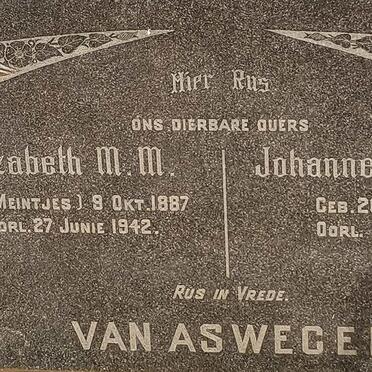 Hier Rus
ONS DIERBARE OUERS
zabeth M.M.
MEINTJES) 9 OKT.1887
OORL. 27 JUNIE 1942.
Johanne
GEB. 2
OORL.
RUS IN VREDE.
VAN ASWEGE